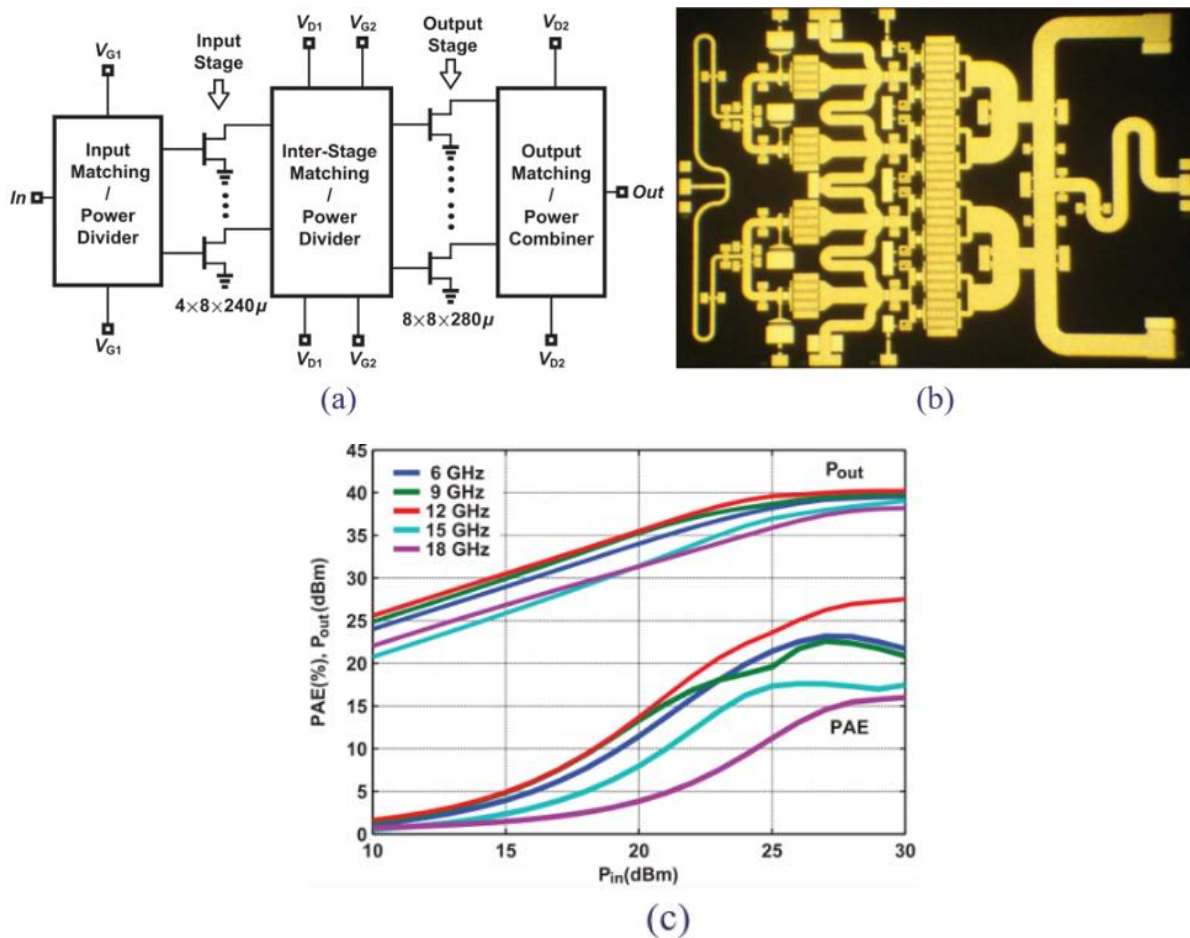 V_G1
Input
Stage
V_D1
V_G2
Output
Stage
V_D2
Input
Matching
/
Power
Divider
Inter-Stage
Matching
/
Power
Divider
Output
Matching
/
Power
Combiner
In
Out
4×8×240µ
8×8×280µ
V_G1
V_D1
V_G2
V_D2
(a)
(b)
45
40
35
30
25
20
15
10
5
0
6 GHz
9 GHz
12 GHz
15 GHz
18 GHz
P_out
PAE
PAE(%), P_out(dBm)
10
15
20
25
30
P_in(dBm)
(c)